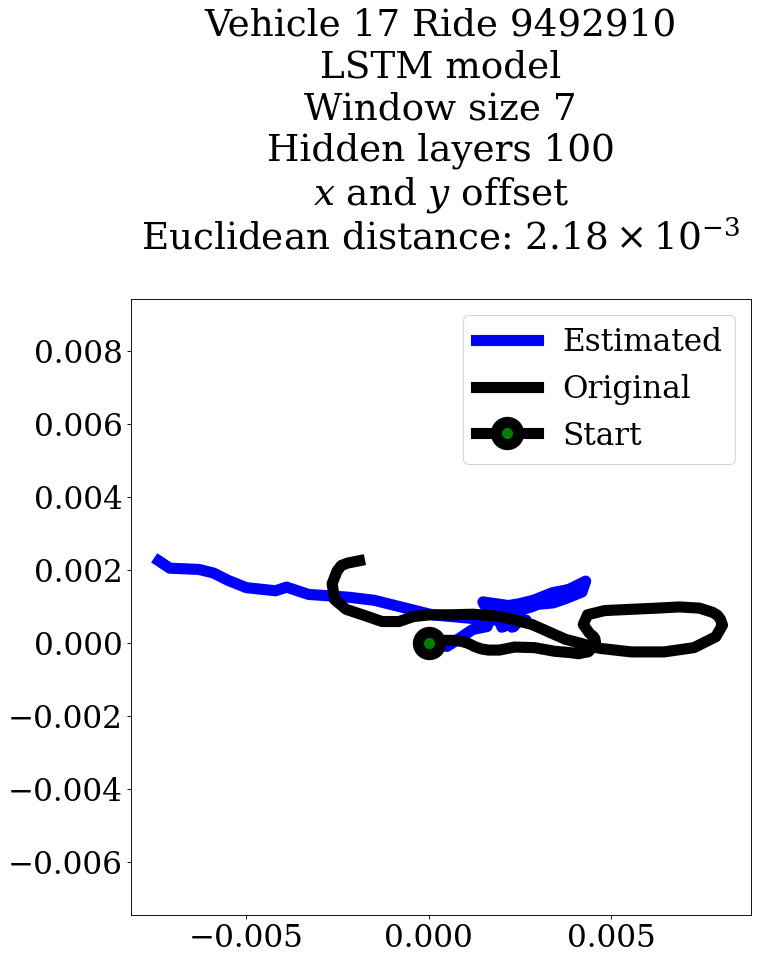 Vehicle 17 Ride 9492910
LSTM model
Window size 7
Hidden layers 100
x and y offset
Euclidean distance: 2.18 × 10⁻³
Estimated
Original
Start
0.008
0.006
0.004
0.002
0.000
−0.002
−0.004
−0.006
−0.005 0.000 0.005